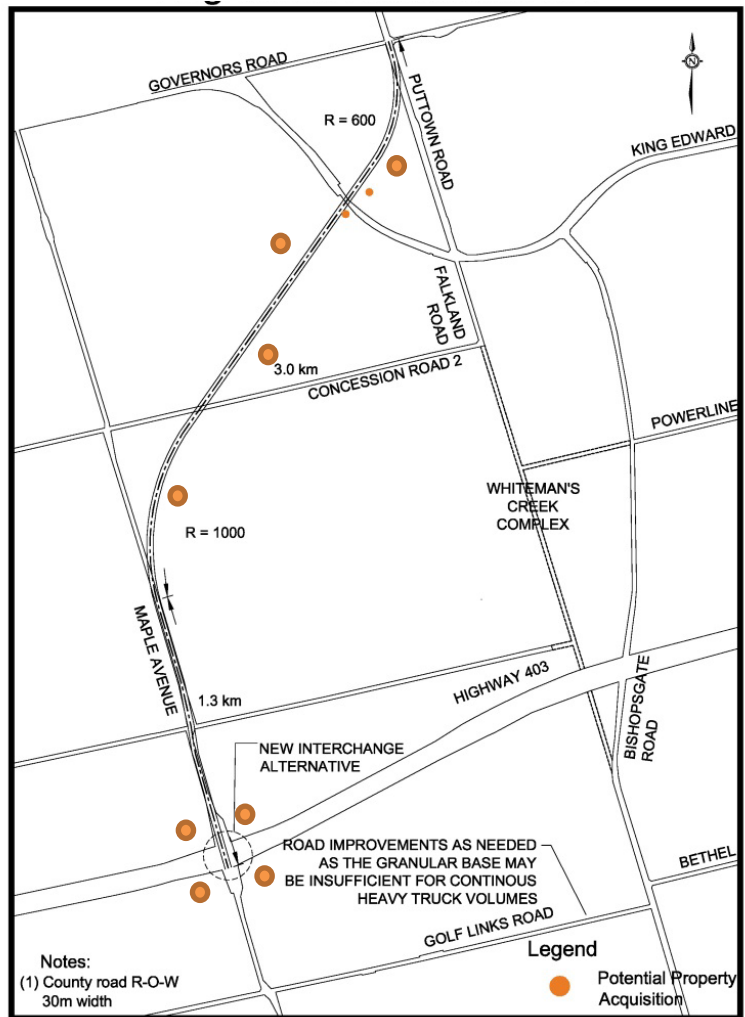 GOVERNORS ROAD
R = 600
PUTTOWN ROAD
N
KING EDWARD
FALKLAND
ROAD
3.0 km
CONCESSION ROAD 2
POWERLINE
WHITEMAN'S
CREEK
COMPLEX
R = 1000
MAPLE AVENUE
1.3 km
HIGHWAY 403
BISHOPSGATE
ROAD
NEW INTERCHANGE
ALTERNATIVE
ROAD IMPROVEMENTS AS NEEDED
AS THE GRANULAR BASE MAY
BE INSUFFICIENT FOR CONTINOUS
HEAVY TRUCK VOLUMES
BETHEL
GOLF LINKS ROAD
Notes:
(1) County road R-O-W
30m width
Legend
Potential Property
Acquisition